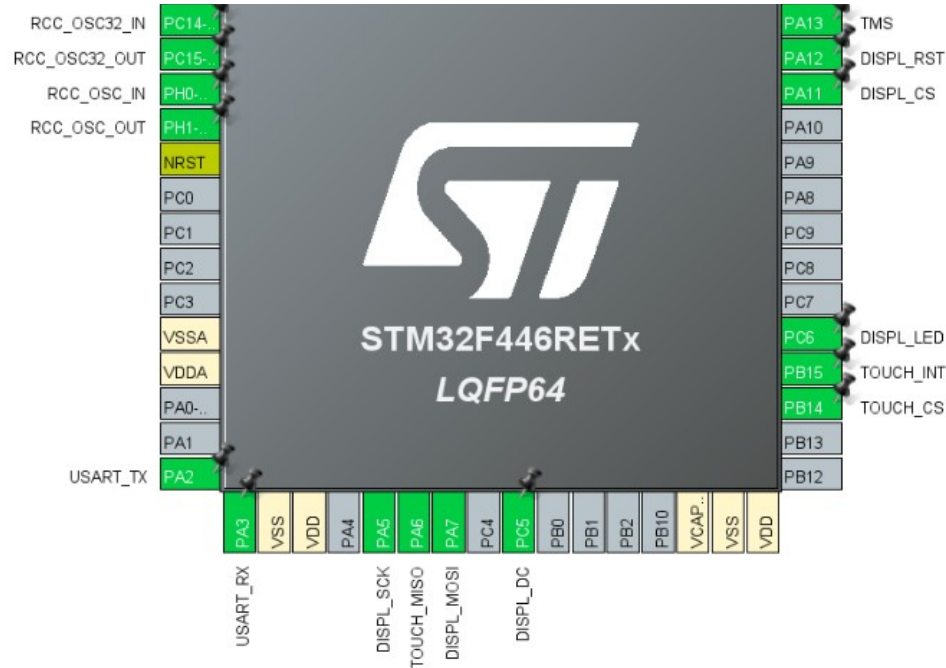 RCC_OSC32_IN PC14-..
RCC_OSC32_OUT PC15-..
RCC_OSC_IN PH0-..
RCC_OSC_OUT PH1-..
NRST
PC0
PC1
PC2
PC3
VSSA
VDDA
PA0-..
PA1
USART_TX PA2
STM32F446RETx
LQFP64
PA13 TMS
PA12 DISPL_RST
PA11 DISPL_CS
PA10
PA9
PA8
PC9
PC8
PC7
PC6 DISPL_LED
PB15 TOUCH_INT
PB14 TOUCH_CS
PB13
PB12
PA3
VSS
VDD
PA4
PA5
PA6
PA7
PC4
PC5
PB0
PB1
PB2
PB10
VCAP..
VSS
VDD
USART_RX
DISPL_SCK
TOUCH_MISO
DISPL_MOSI
DISPL_DC